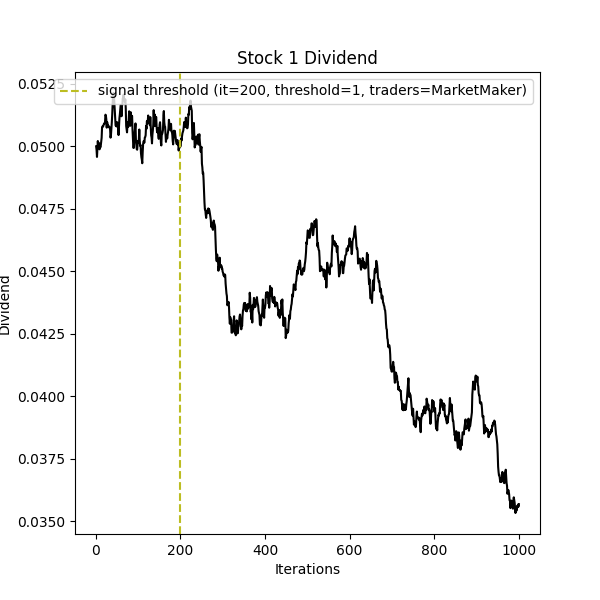 Stock 1 Dividend
signal threshold (it=200, threshold=1, traders=MarketMaker)
0.0525
0.0500
0.0475
0.0450
0.0425
0.0400
0.0375
0.0350
Dividend
0 200 400 600 800 1000
Iterations